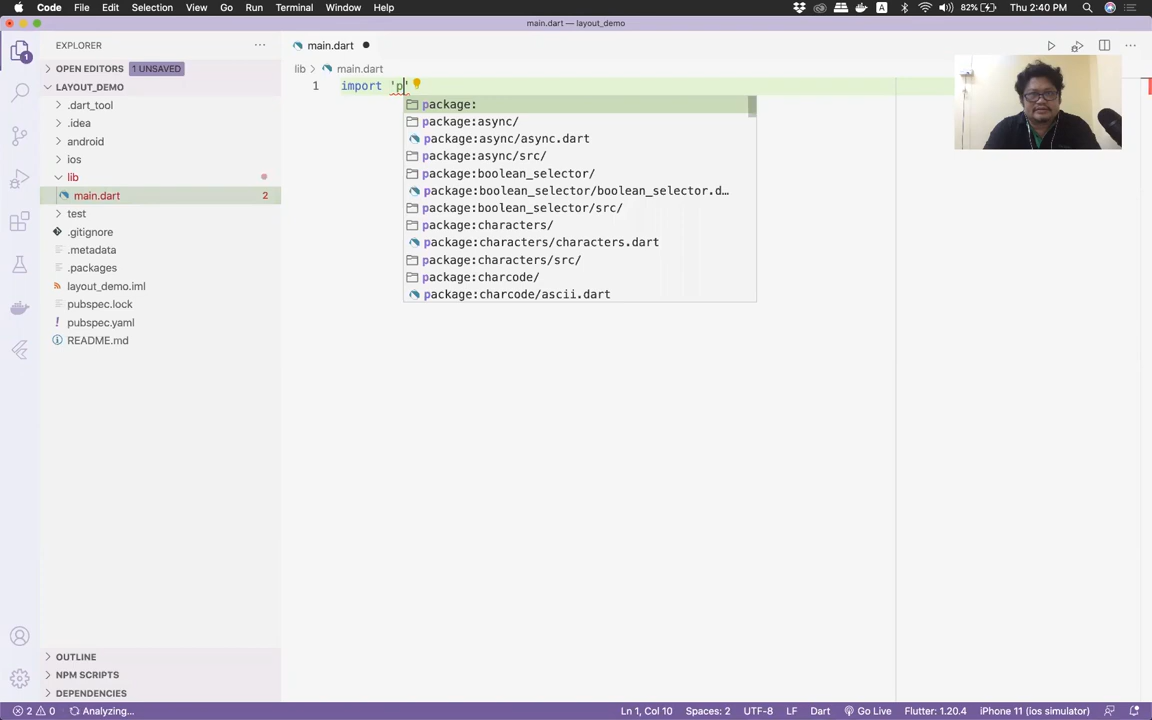 Code File Edit Selection View Go Run Terminal Window Help 82% Thu 2:40 PM
main.dart — layout_demo
EXPLORER
main.dart
OPEN EDITORS 1 UNSAVED
lib > main.dart
LAYOUT_DEMO
1 import 'p'
.dart_tool
.idea
android
ios
lib
main.dart 2
test
.gitignore
.metadata
.packages
layout_demo.iml
pubspec.lock
! pubspec.yaml
README.md
package:
package:async/
package:async/async.dart
package:async/src/
package:boolean_selector/
package:boolean_selector/boolean_selector.d…
package:boolean_selector/src/
package:characters/
package:characters/characters.dart
package:characters/src/
package:charcode/
package:charcode/ascii.dart
OUTLINE
NPM SCRIPTS
DEPENDENCIES
2 0 Analyzing... Ln 1, Col 10 Spaces: 2 UTF-8 LF Dart Go Live Flutter: 1.20.4 iPhone 11 (ios simulator)